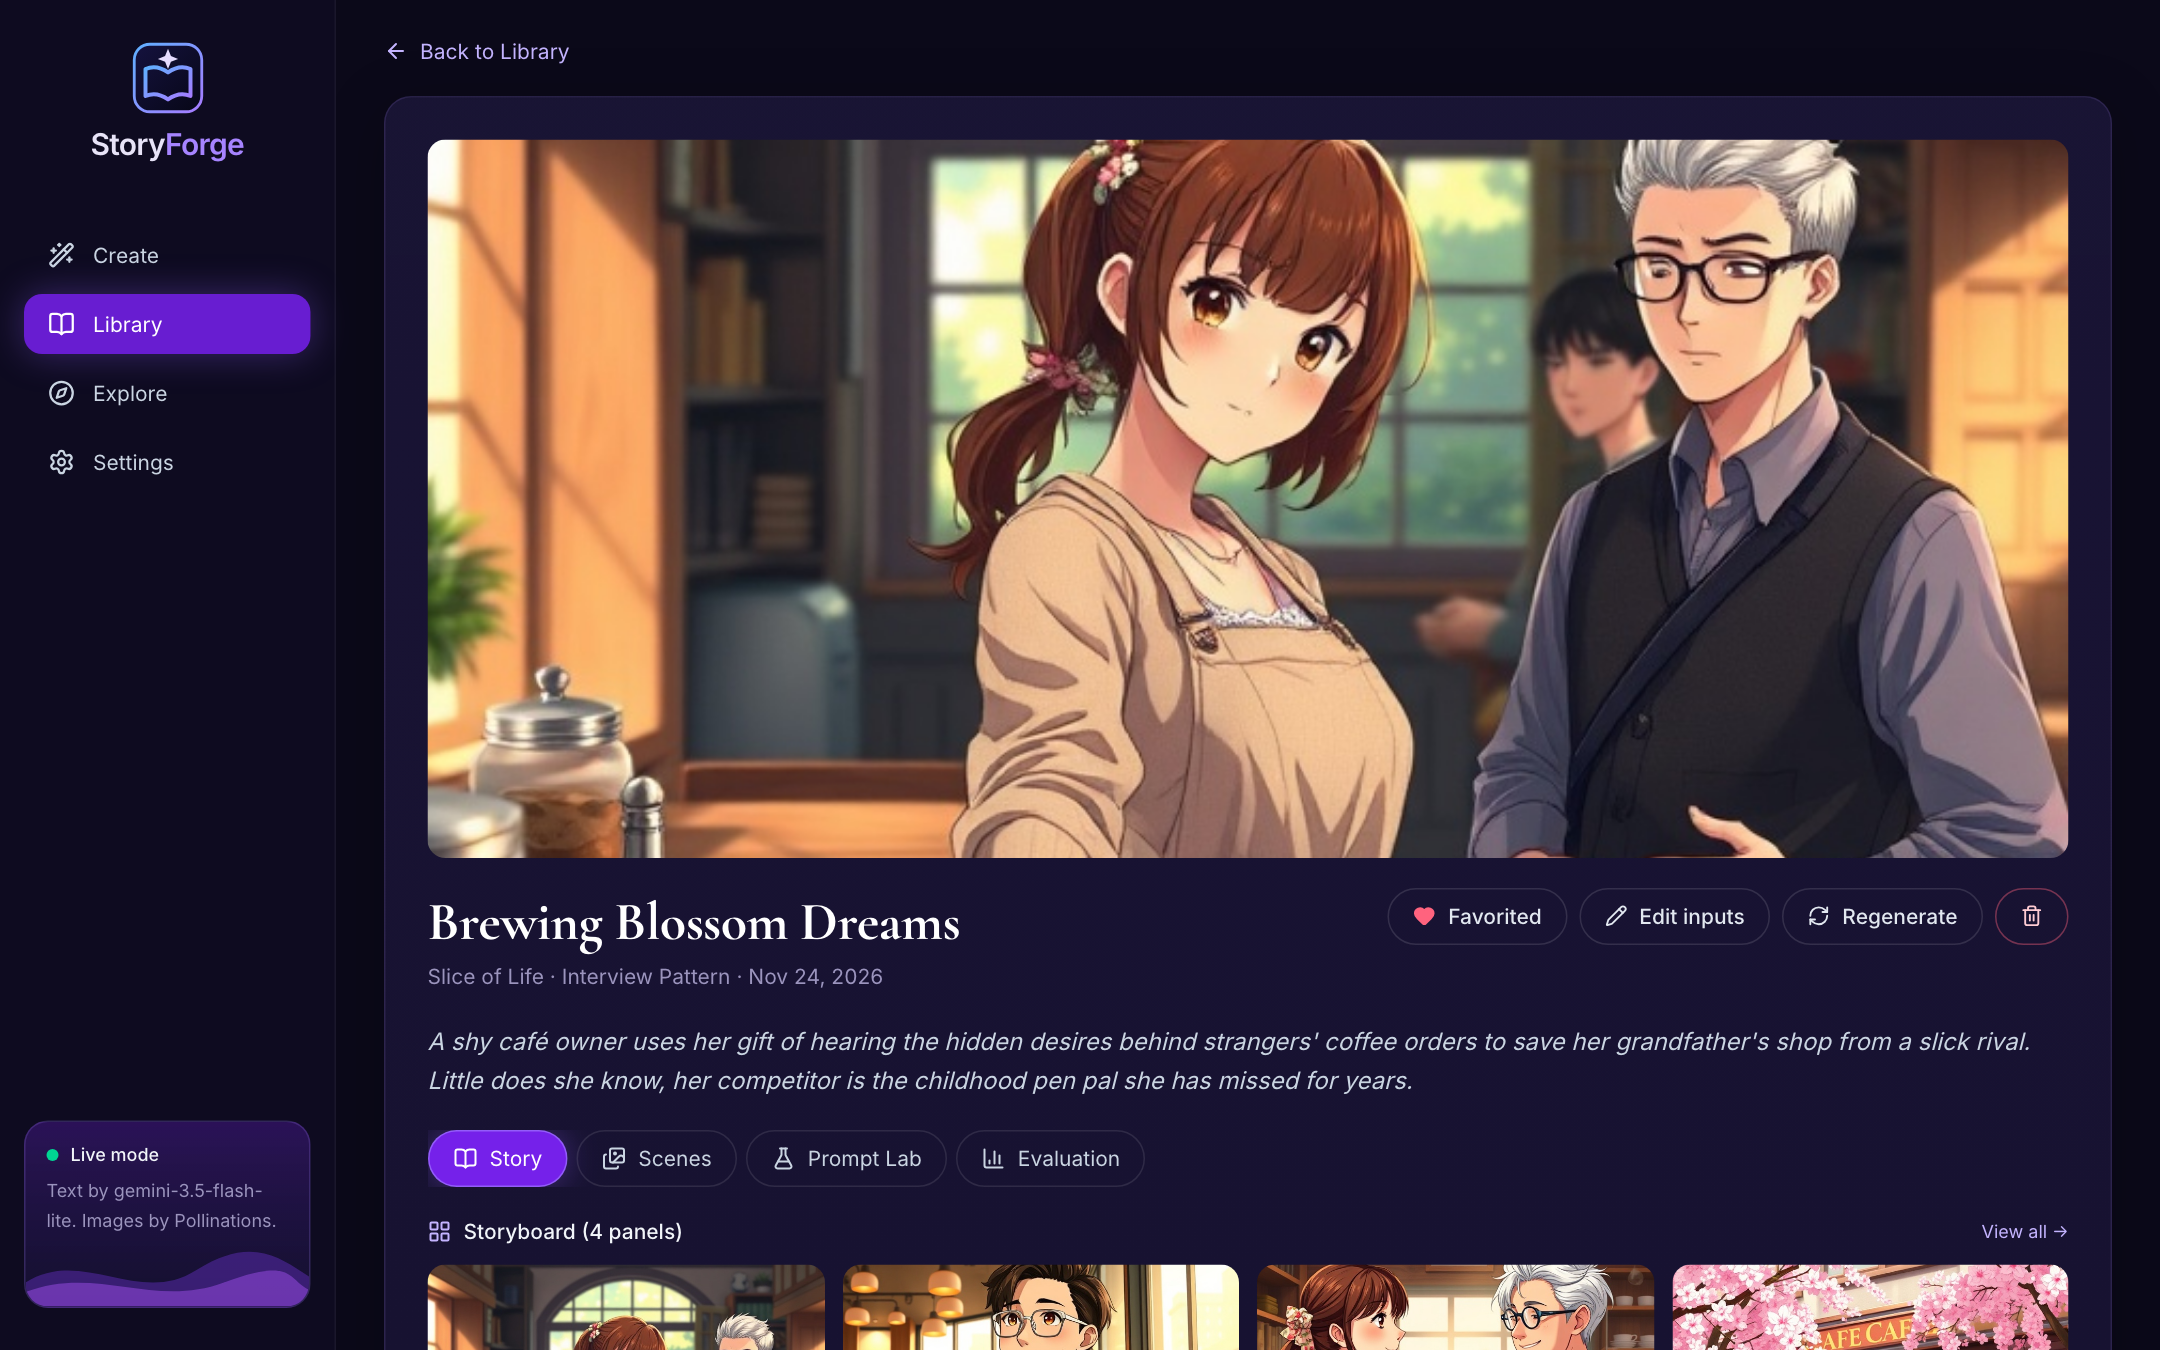 ← Back to Library
StoryForge
Create
Library
Explore
Settings
Live mode
Text by gemini-3.5-flash-
lite. Images by Pollinations.
Brewing Blossom Dreams
Favorited
Edit inputs
Regenerate
Slice of Life · Interview Pattern · Nov 24, 2026
A shy café owner uses her gift of hearing the hidden desires behind strangers' coffee orders to save her grandfather's shop from a slick rival.
Little does she know, her competitor is the childhood pen pal she has missed for years.
Story
Scenes
Prompt Lab
Evaluation
Storyboard (4 panels)
View all →